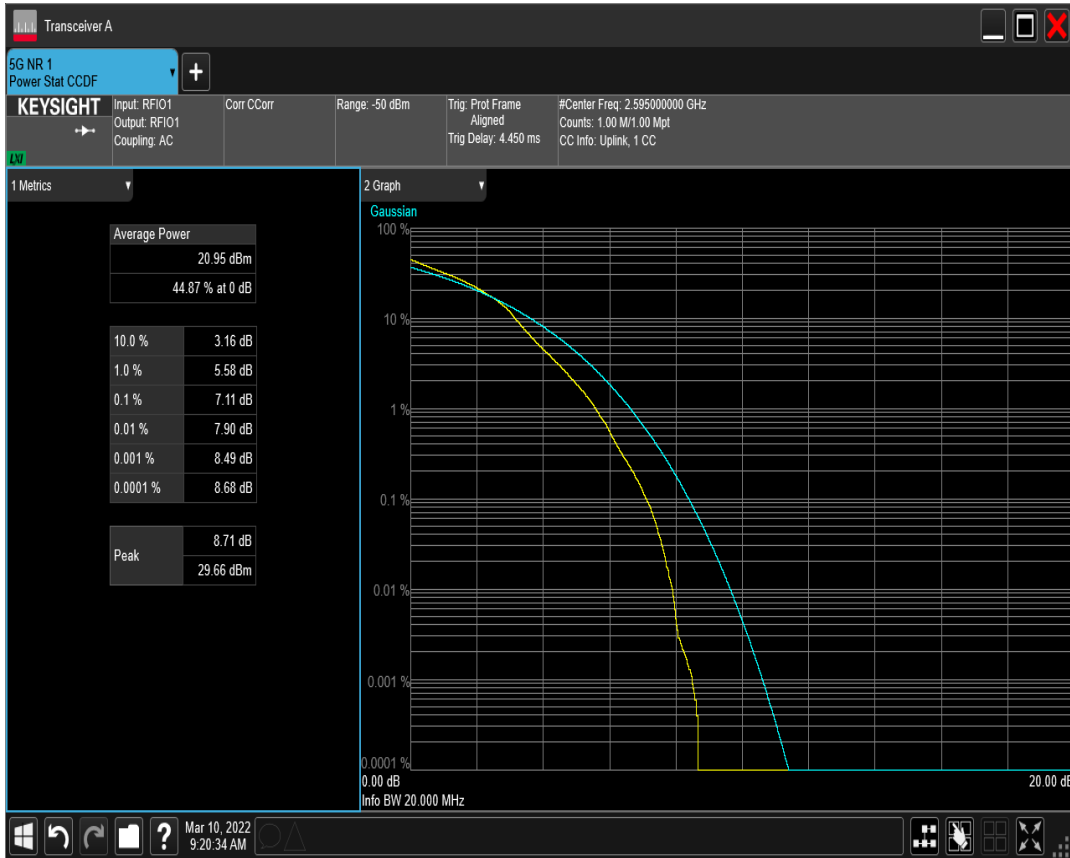 Transceiver A
5G NR 1
Power Stat CCDF
KEYSIGHT
LXI
Input: RFIO1
Output: RFIO1
Coupling: AC
Corr CCorr
Range: -50 dBm
Trig: Prot Frame
Aligned
Trig Delay: 4.450 ms
#Center Freq: 2.595000000 GHz
Counts: 1.00 M/1.00 Mpt
CC Info: Uplink, 1 CC
1 Metrics
Average Power
20.95 dBm
44.87 % at 0 dB
10.0 % 3.16 dB
1.0 % 5.58 dB
0.1 % 7.11 dB
0.01 % 7.90 dB
0.001 % 8.49 dB
0.0001 % 8.68 dB
Peak 8.71 dB
29.66 dBm
2 Graph
Gaussian
100 %
10 %
1 %
0.1 %
0.01 %
0.001 %
0.0001 %
0.00 dB 20.00 dB
Info BW 20.000 MHz
?
Mar 10, 2022
9:20:34 AM